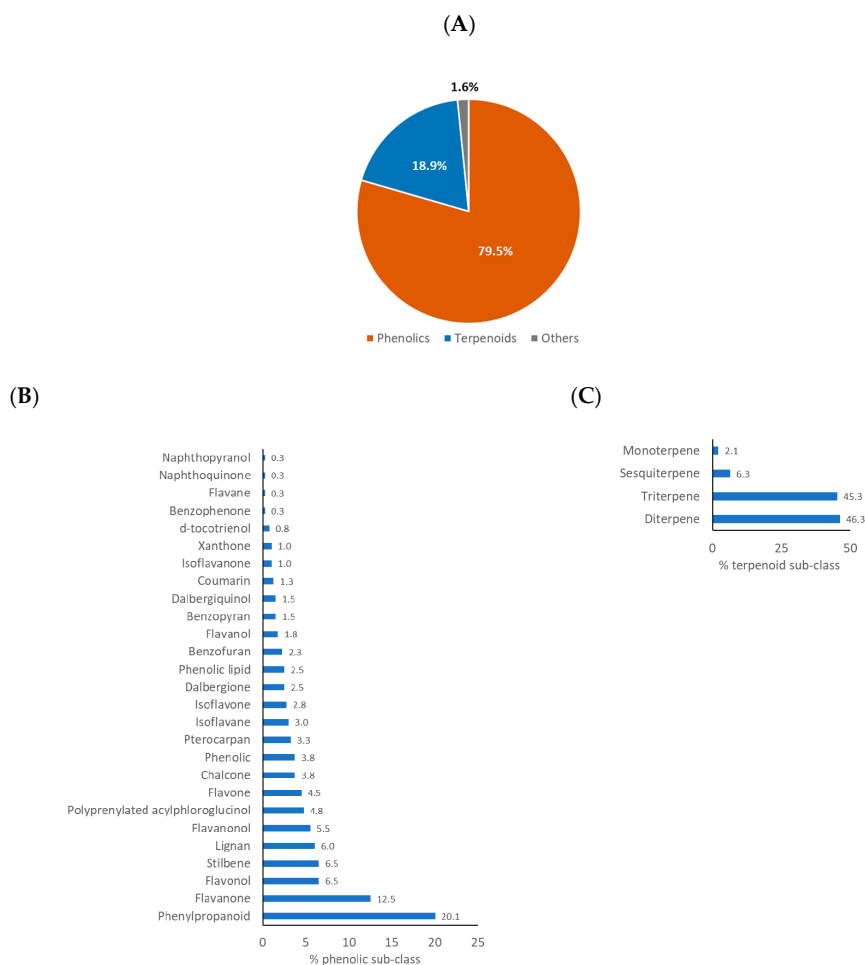 (A)
1.6%
18.9%
79.5%
Phenolics Terpenoids Others
(B)
Naphthopyranol 0.3
Naphthoquinone 0.3
Flavane 0.3
Benzophenone 0.3
d-tocotrienol 0.8
Xanthone 1.0
Isoflavanone 1.0
Coumarin 1.3
Dalbergiquinol 1.5
Benzopyran 1.5
Flavanol 1.8
Benzofuran 2.3
Phenolic lipid 2.5
Dalbergione 2.5
Isoflavone 2.8
Isoflavane 3.0
Pterocarpan 3.3
Phenolic 3.8
Chalcone 3.8
Flavone 4.5
Polyprenylated acylphloroglucinol 4.8
Flavanonol 5.5
Lignan 6.0
Stilbene 6.5
Flavonol 6.5
Flavanone 12.5
Phenylpropanoid 20.1
0 5 10 15 20 25
% phenolic sub-class
(C)
Monoterpene 2.1
Sesquiterpene 6.3
Triterpene 45.3
Diterpene 46.3
0 25 50
% terpenoid sub-class